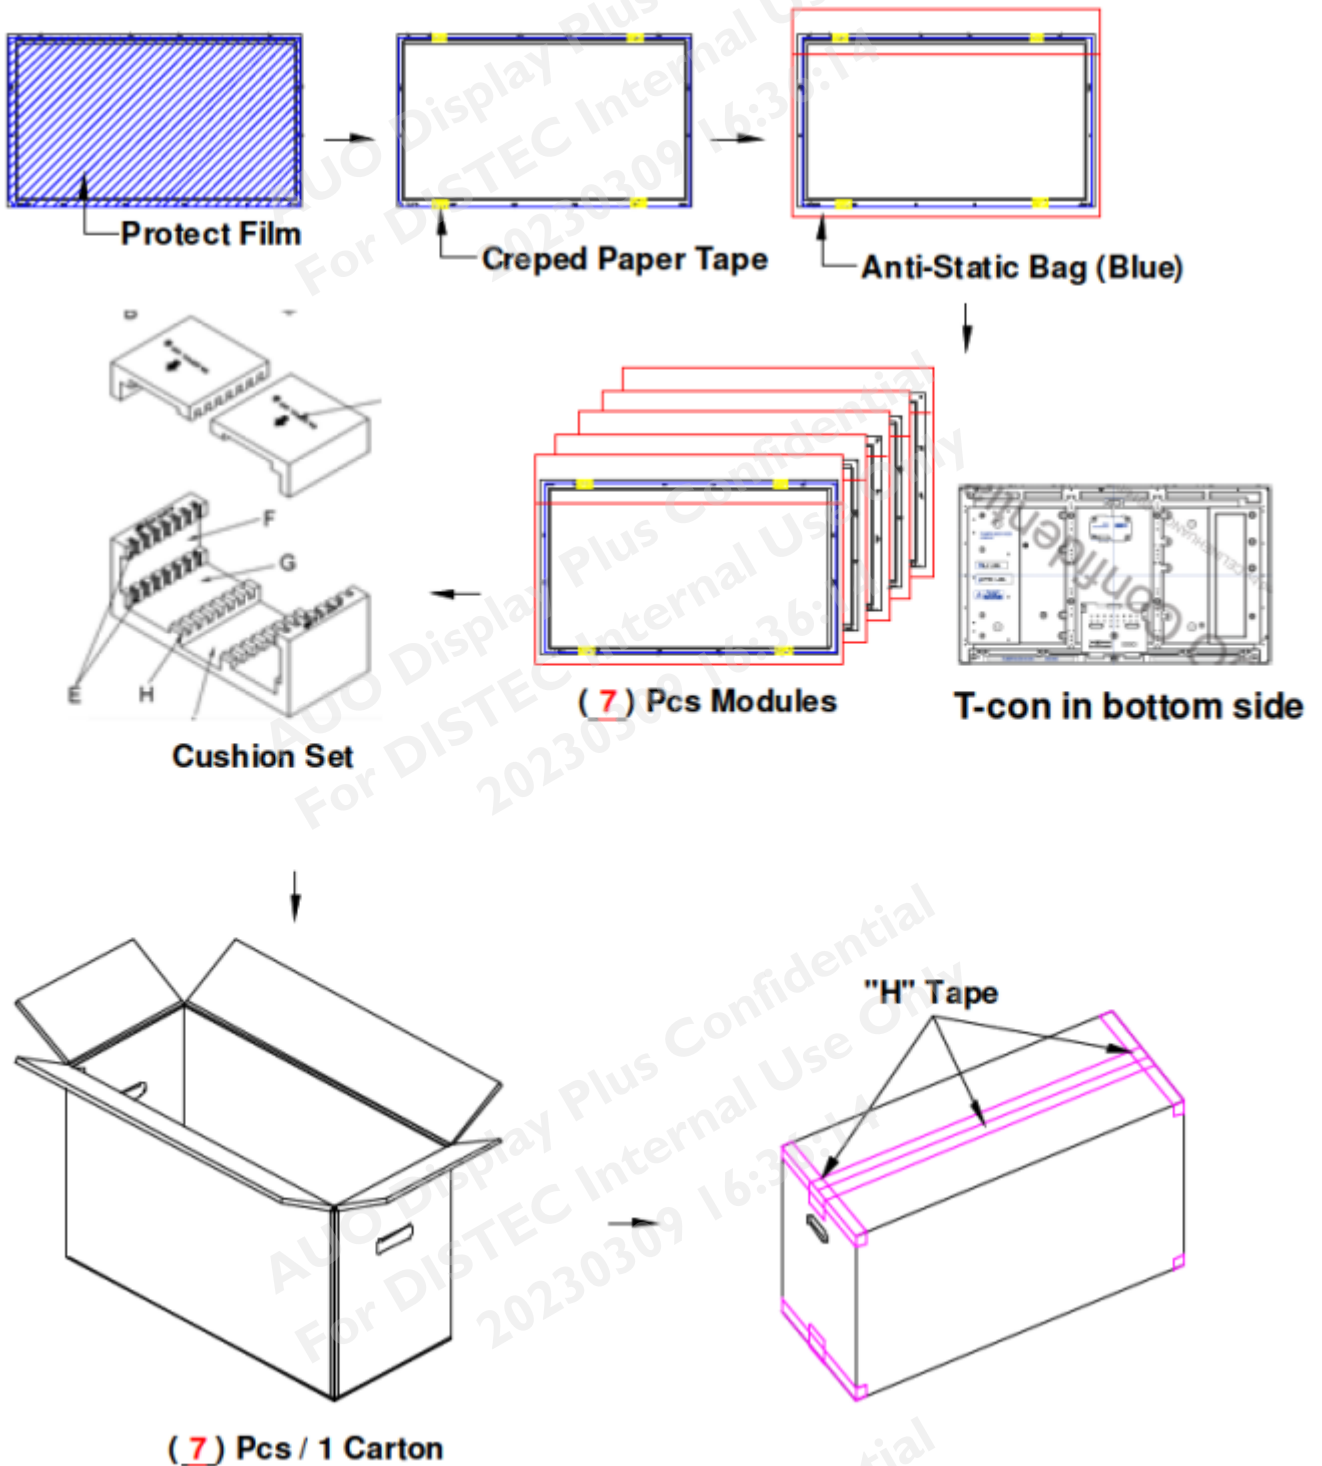 Protect Film
Creped Paper Tape
Anti-Static Bag (Blue)
F
G
E
H
Cushion Set
( 7 ) Pcs Modules
T-con in bottom side
"H" Tape
( 7 ) Pcs / 1 Carton
AUO Display Plus Confidential
For DISTEC Internal Use Only
20230309 16:36:14
AUO Display Plus Confidential
For DISTEC Internal Use Only
20230309 16:36:14
AUO Display Plus Confidential
For DISTEC Internal Use Only
20230309 16:36:14